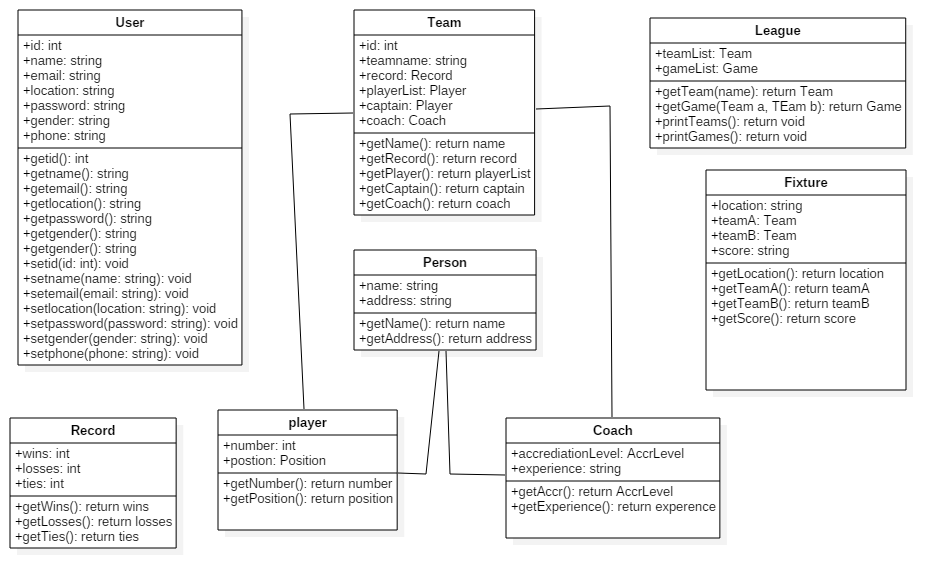 User
+id: int
+name: string
+email: string
+location: string
+password: string
+gender: string
+phone: string
+getid(): int
+getname(): string
+getemail(): string
+getlocation(): string
+getpassword(): string
+getgender(): string
+getgender(): string
+setid(id: int): void
+setname(name: string): void
+setemail(email: string): void
+setlocation(location: string): void
+setpassword(password: string): void
+setgender(gender: string): void
+setphone(phone: string): void
Team
+id: int
+teamname: string
+record: Record
+playerList: Player
+captain: Player
+coach: Coach
+getName(): return name
+getRecord(): return record
+getPlayer(): return playerList
+getCaptain(): return captain
+getCoach(): return coach
League
+teamList: Team
+gameList: Game
+getTeam(name): return Team
+getGame(Team a, TEam b): return Game
+printTeams(): return void
+printGames(): return void
Fixture
+location: string
+teamA: Team
+teamB: Team
+score: string
+getLocation(): return location
+getTeamA(): return teamA
+getTeamB(): return teamB
+getScore(): return score
Person
+name: string
+address: string
+getName(): return name
+getAddress(): return address
Record
+wins: int
+losses: int
+ties: int
+getWins(): return wins
+getLosses(): return losses
+getTies(): return ties
player
+number: int
+postion: Position
+getNumber(): return number
+getPosition(): return position
Coach
+accrediationLevel: AccrLevel
+experience: string
+getAccr(): return AccrLevel
+getExperience(): return experence